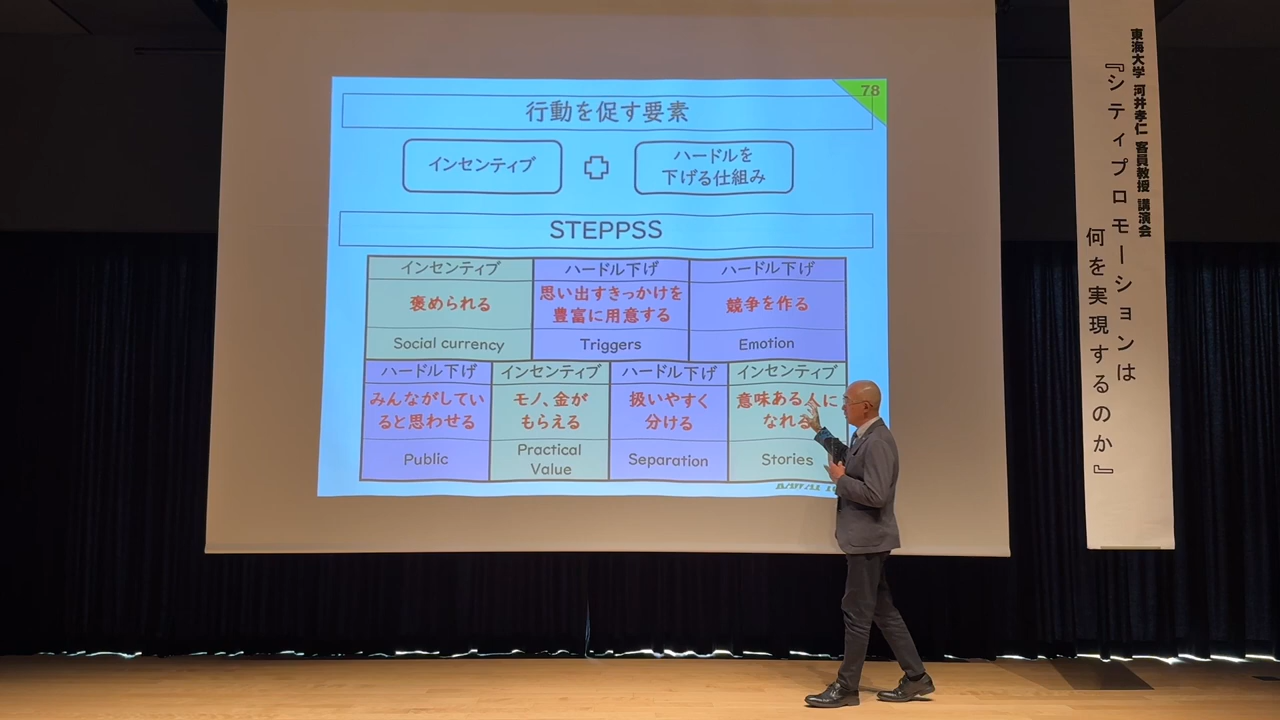 78
行動を促す要素
インセンティブ
ハードルを
下げる仕組み
STEPPSS
インセンティブ
褒められる
Social currency
ハードル下げ
思い出すきっかけを
豊富に用意する
Triggers
ハードル下げ
競争を作る
Emotion
ハードル下げ
みんながしてい
ると思わせる
Public
インセンティブ
モノ、金が
もらえる
Practical
Value
ハードル下げ
扱いやすく
分ける
Separation
インセンティブ
意味ある人に
なれる
Stories
東海大学 河井孝仁 客員教授 講演会
『シティプロモーションは
何を実現するのか』